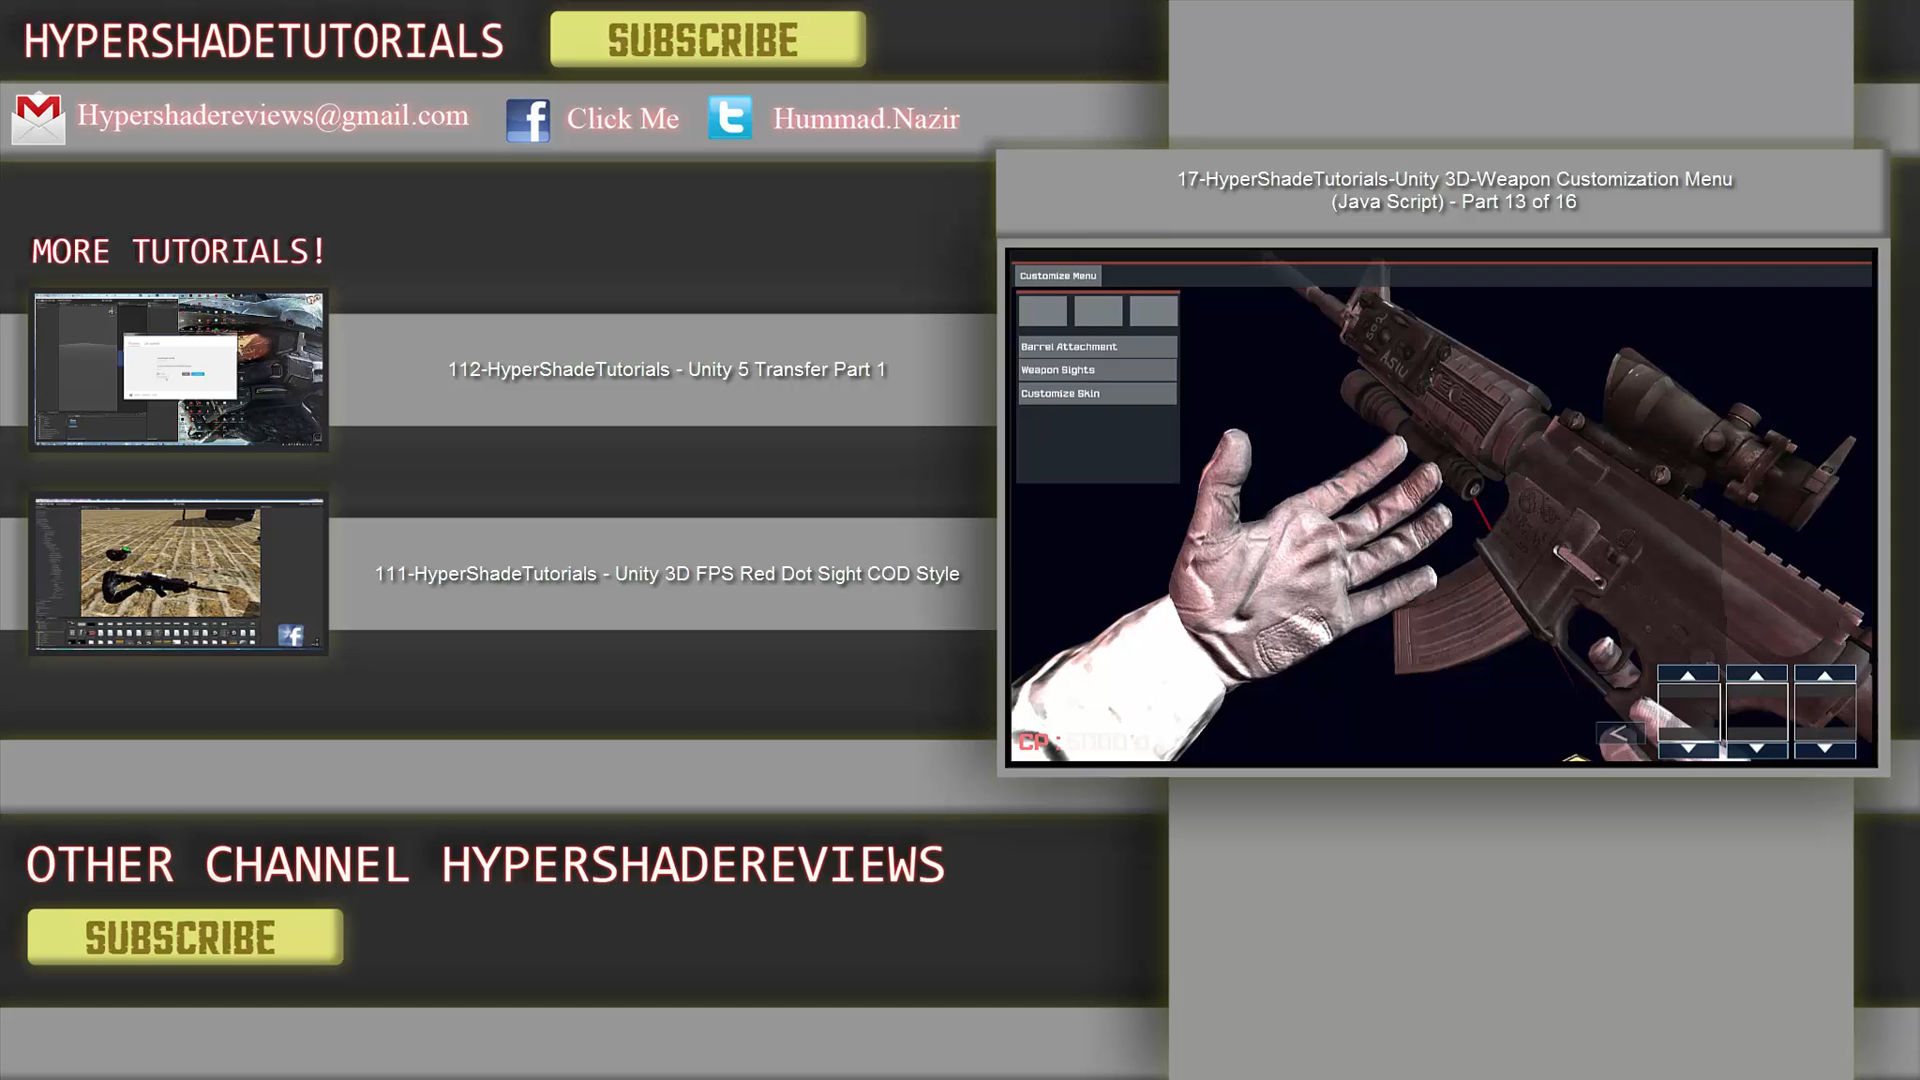 HYPERSHADETUTORIALS
SUBSCRIBE
Hypershadereviews@gmail.com
Click Me
Hummad.Nazir
MORE TUTORIALS!
112-HyperShadeTutorials - Unity 5 Transfer Part 1
111-HyperShadeTutorials - Unity 3D FPS Red Dot Sight COD Style
17-HyperShadeTutorials-Unity 3D-Weapon Customization Menu
(Java Script) - Part 13 of 16
Customize Menu
Barrel Attachment
Weapon Sights
Customize Skin
CP :
<
OTHER CHANNEL HYPERSHADEREVIEWS
SUBSCRIBE